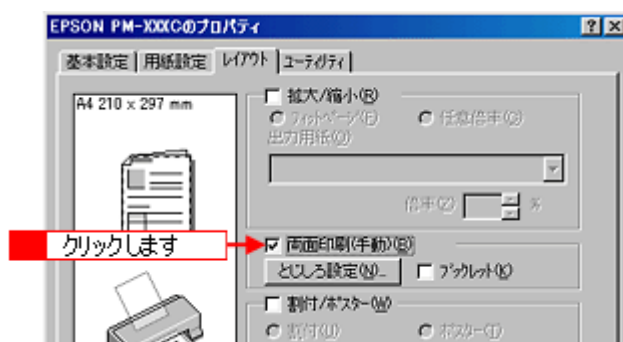 EPSON PM-XXXCのプロパティ
基本設定 用紙設定 レイアウト ユーティリティ
A4 210 x 297 mm
拡大/縮小(R)
フィットページ(E) 任意倍率(Q)
出力用紙(O)
倍率(Z) %
クリックします
両面印刷(手動)(B)
とじしろ設定(N)... ブックレット(K)
割付/ポスター(W)
割付(U) ポスター(T)